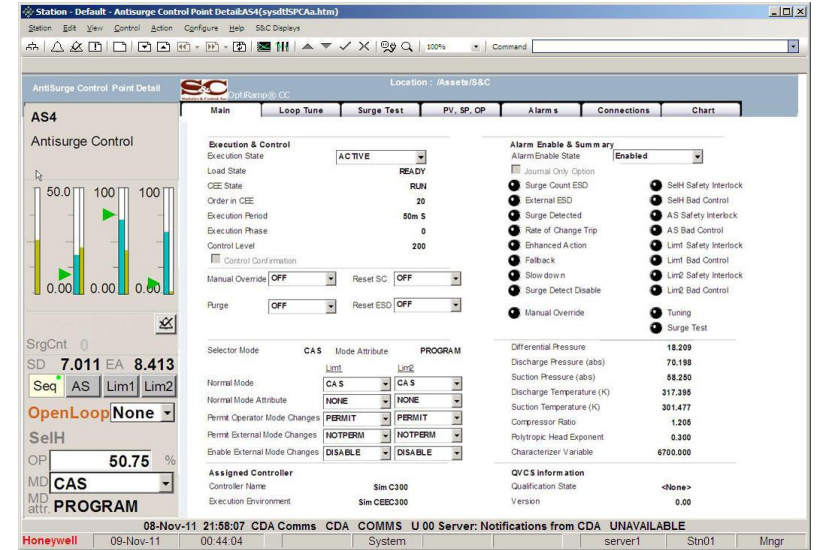 Station - Default - Antisurge Control Point Detail:AS4(sysdtlSPCAa.htm)
Station Edit View Control Action Configure Help S&C Displays
100% Command
AntiSurge Control Point Detail
S&C OptiRamp® CC
Location : /Assets/S&C
Main Loop Tune Surge Test PV, SP, OP Alarms Connections Chart
AS4
Antisurge Control
50.0 100 100
0.00 0.00 0.00
SrgCnt 0
SD 7.011 EA 8.413
Seq AS Lim1 Lim2
OpenLoop None
SelH
OP 50.75 %
MD CAS
MD attr. PROGRAM
Execution & Control
Execution State ACTIVE
Load State READY
CEE State RUN
Order in CEE 20
Execution Period 50m S
Execution Phase 0
Control Level 200
Control Confirmation
Manual Override OFF Reset SC OFF
Purge OFF Reset ESD OFF
Selector Mode CAS Mode Attribute PROGRAM
Lim1 Lim2
Normal Mode CAS CAS
Normal Mode Attribute NONE NONE
Permit Operator Mode Changes PERMIT PERMIT
Permit External Mode Changes NOTPERM NOTPERM
Enable External Mode Changes DISABLE DISABLE
Assigned Controller
Controller Name Sim C300
Execution Environment Sim CEEC300
Alarm Enable & Summary
Alarm Enable State Enabled
Journal Only Option
Surge Count ESD SelH Safety Interlock
External ESD SelH Bad Control
Surge Detected AS Safety Interlock
Rate of Change Trip AS Bad Control
Enhanced Action Lim1 Safety Interlock
Fallback Lim1 Bad Control
Slow down Lim2 Safety Interlock
Surge Detect Disable Lim2 Bad Control
Manual Override Tuning
Surge Test
Differential Pressure 18.209
Discharge Pressure (abs) 70.198
Suction Pressure (abs) 58.250
Discharge Temperature (K) 317.395
Suction Temperature (K) 301.477
Compressor Ratio 1.205
Polytropic Head Exponent 0.300
Characterizer Variable 6700.000
QVCS information
Qualification State <None>
Version 0.00
08-Nov-11 21:58:07 CDA Comms CDA COMMS U 00 Server: Notifications from CDA UNAVAILABLE
Honeywell 09-Nov-11 00:44:04 System server1 Stn01 Mngr